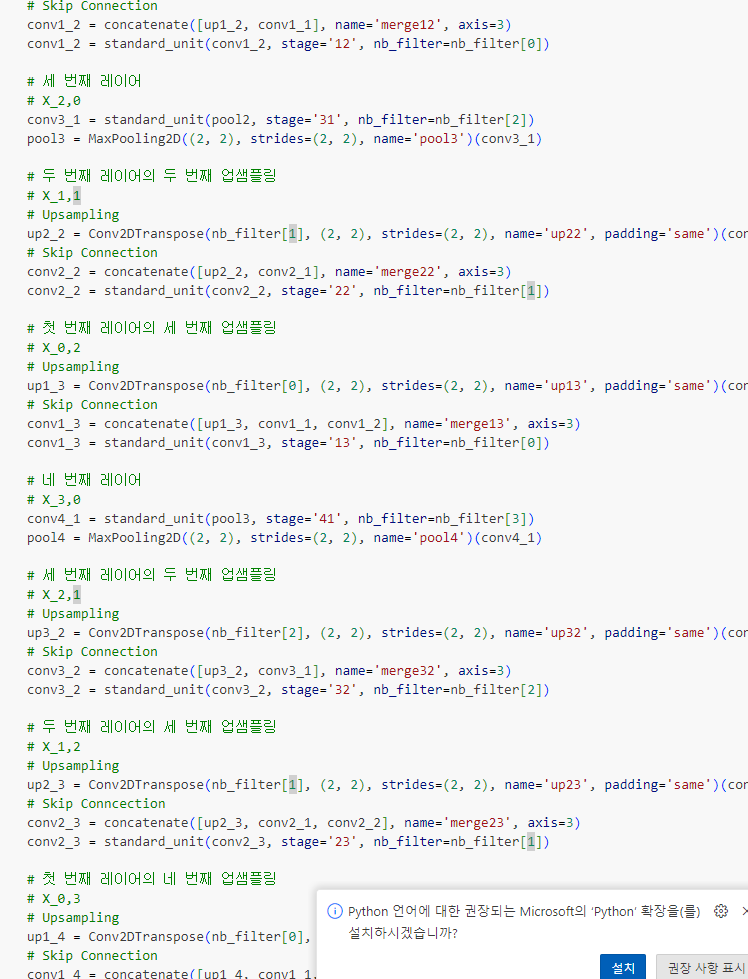 # Skip Connection
conv1_2 = concatenate([up1_2, conv1_1], name='merge12', axis=3)
conv1_2 = standard_unit(conv1_2, stage='12', nb_filter=nb_filter[0])
# 세 번째 레이어
# X_2,0
conv3_1 = standard_unit(pool2, stage='31', nb_filter=nb_filter[2])
pool3 = MaxPooling2D((2, 2), strides=(2, 2), name='pool3')(conv3_1)
# 두 번째 레이어의 두 번째 업샘플링
# X_1,1
# Upsampling
up2_2 = Conv2DTranspose(nb_filter[1], (2, 2), strides=(2, 2), name='up22', padding='same')(con
# Skip Connection
conv2_2 = concatenate([up2_2, conv2_1], name='merge22', axis=3)
conv2_2 = standard_unit(conv2_2, stage='22', nb_filter=nb_filter[1])
# 첫 번째 레이어의 세 번째 업샘플링
# X_0,2
# Upsampling
up1_3 = Conv2DTranspose(nb_filter[0], (2, 2), strides=(2, 2), name='up13', padding='same')(con
# Skip Connection
conv1_3 = concatenate([up1_3, conv1_1, conv1_2], name='merge13', axis=3)
conv1_3 = standard_unit(conv1_3, stage='13', nb_filter=nb_filter[0])
# 네 번째 레이어
# X_3,0
conv4_1 = standard_unit(pool3, stage='41', nb_filter=nb_filter[3])
pool4 = MaxPooling2D((2, 2), strides=(2, 2), name='pool4')(conv4_1)
# 세 번째 레이어의 두 번째 업샘플링
# X_2,1
# Upsampling
up3_2 = Conv2DTranspose(nb_filter[2], (2, 2), strides=(2, 2), name='up32', padding='same')(con
# Skip Connection
conv3_2 = concatenate([up3_2, conv3_1], name='merge32', axis=3)
conv3_2 = standard_unit(conv3_2, stage='32', nb_filter=nb_filter[2])
# 두 번째 레이어의 세 번째 업샘플링
# X_1,2
# Upsampling
up2_3 = Conv2DTranspose(nb_filter[1], (2, 2), strides=(2, 2), name='up23', padding='same')(con
# Skip Conncection
conv2_3 = concatenate([up2_3, conv2_1, conv2_2], name='merge23', axis=3)
conv2_3 = standard_unit(conv2_3, stage='23', nb_filter=nb_filter[1])
# 첫 번째 레이어의 네 번째 업샘플링
# X_0,3
# Upsampling
up1_4 = Conv2DTranspose(nb_filter[0],
# Skip Connection
conv1_4 = concatenate([up1_4, conv1_1,
Python 언어에 대한 권장되는 Microsoft의 'Python' 확장을(를)
설치하시겠습니까?
설치 권장 사항 표시